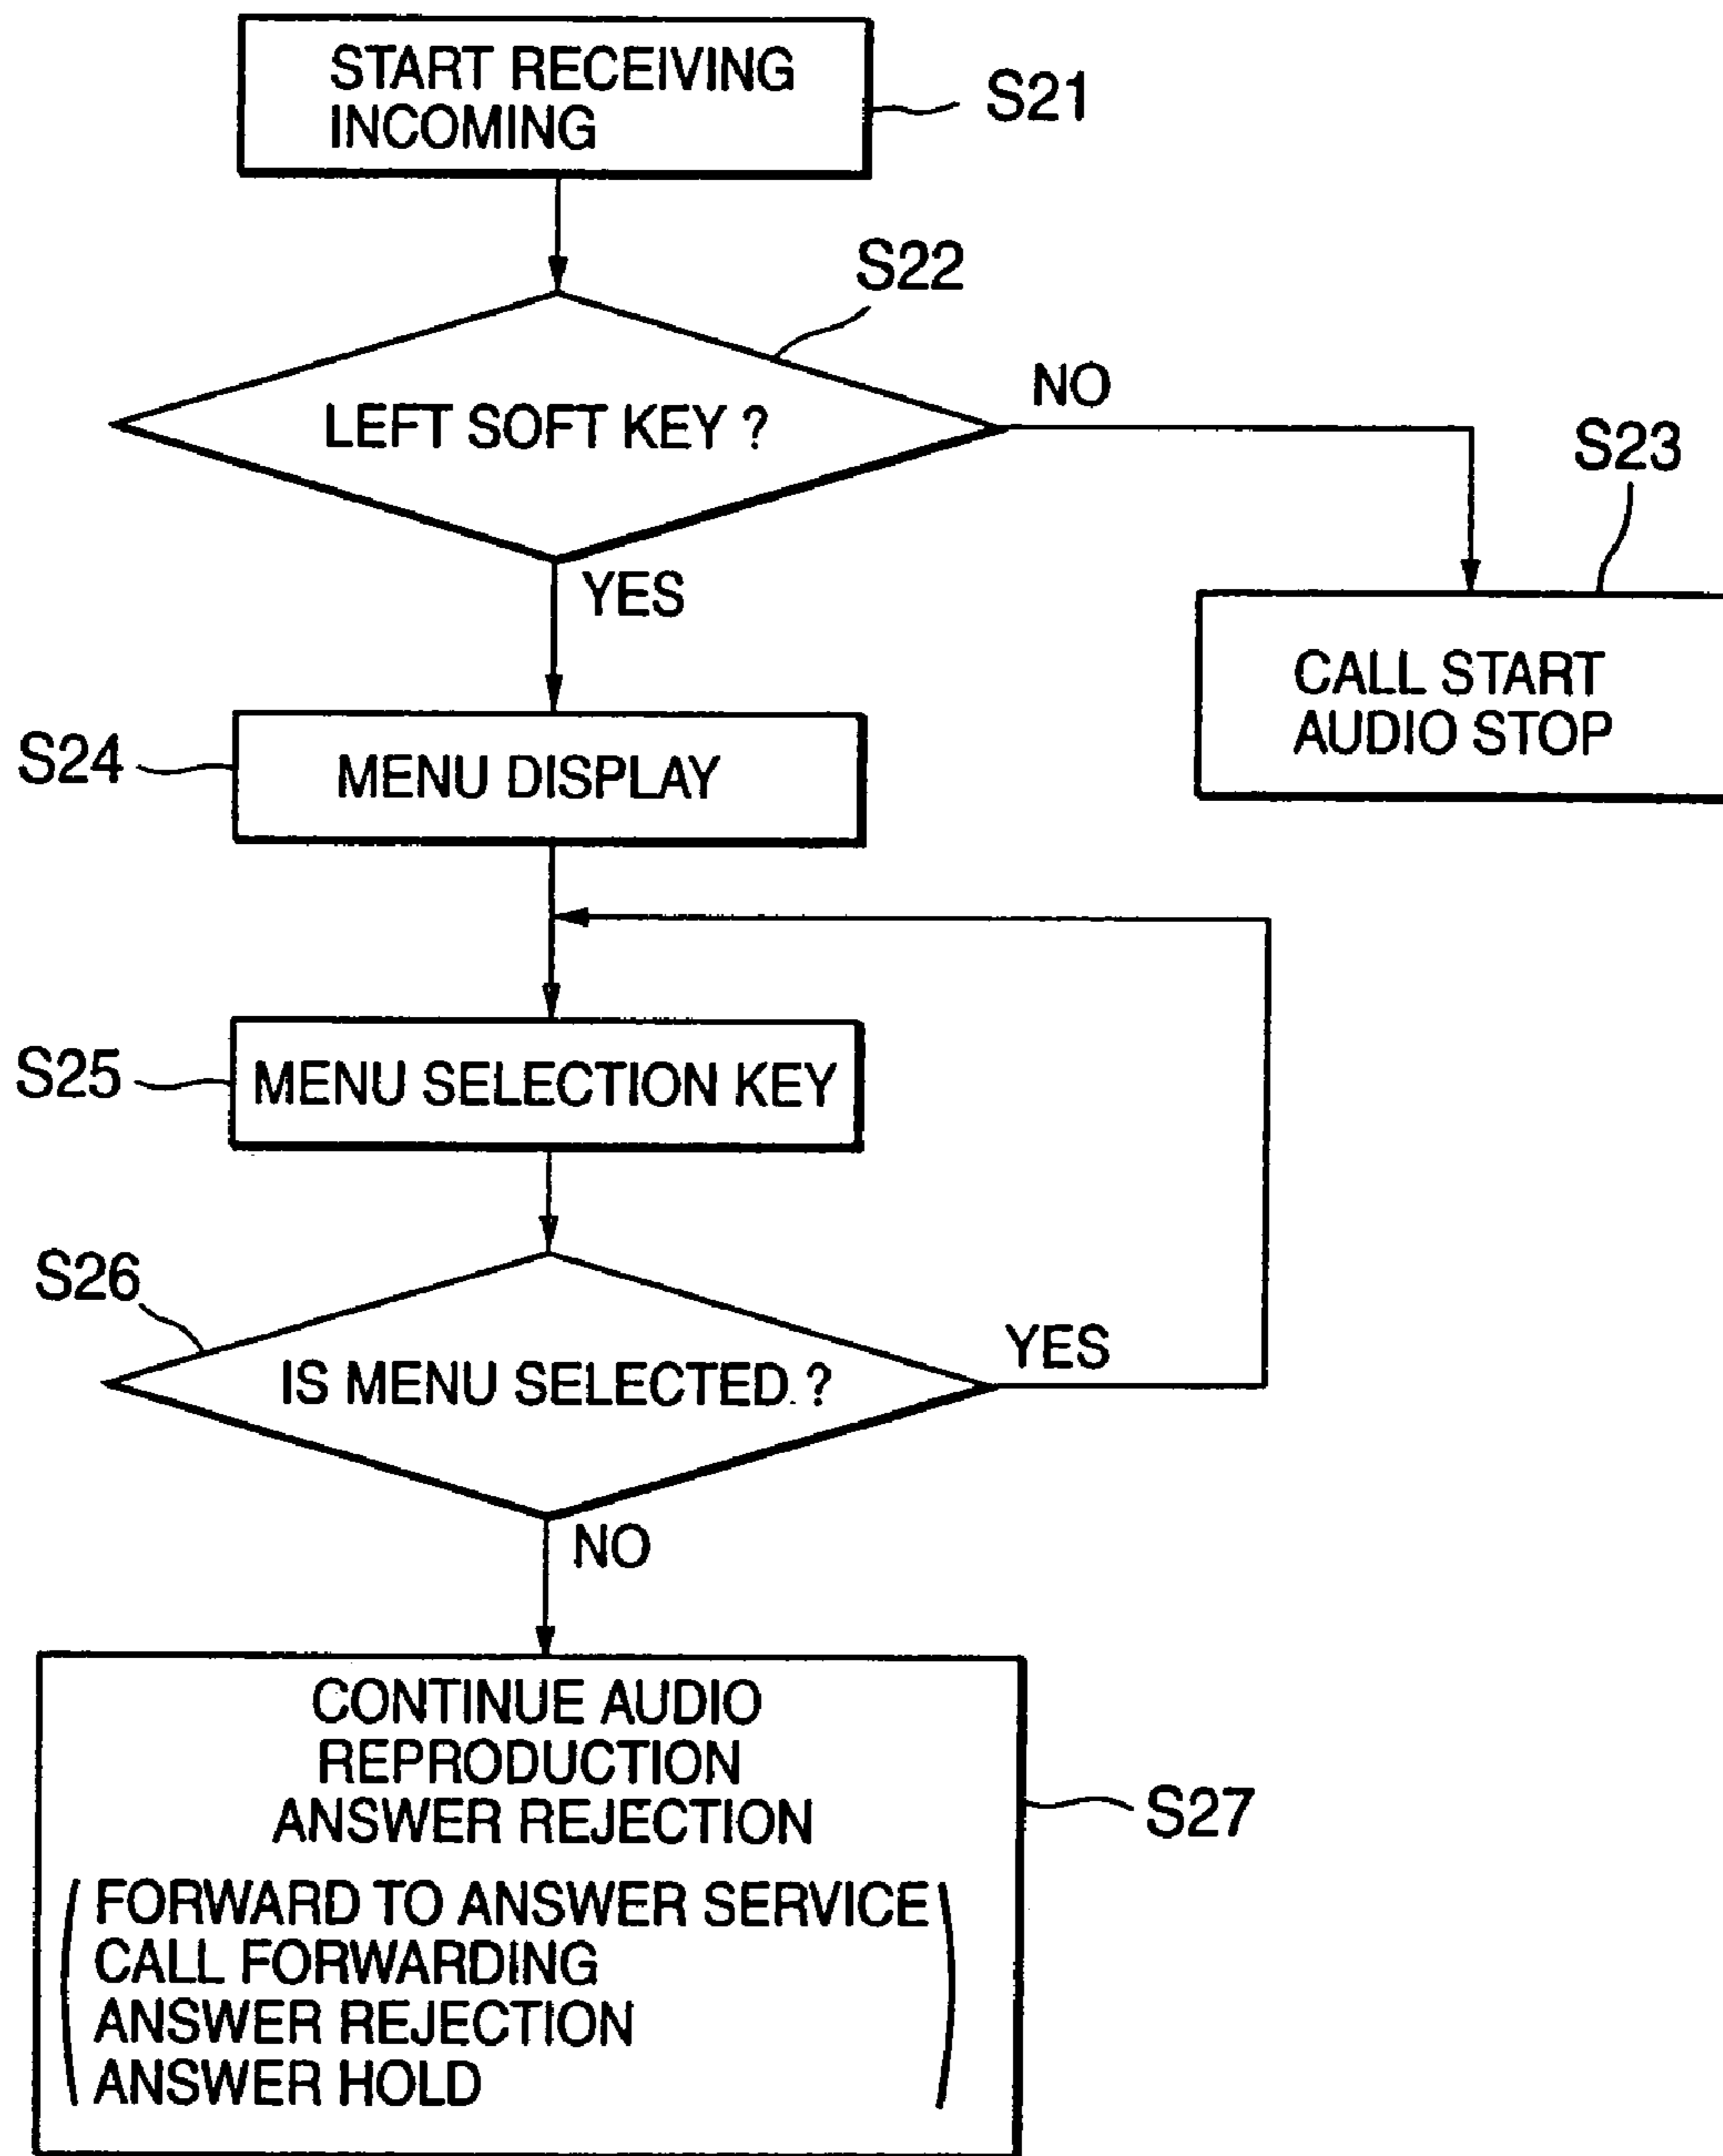 START RECEIVING
INCOMING
S21
S22
LEFT SOFT KEY ?
NO
YES
S23
CALL START
AUDIO STOP
S24
MENU DISPLAY
S25
MENU SELECTION KEY
S26
IS MENU SELECTED. ?
YES
NO
CONTINUE AUDIO
REPRODUCTION
ANSWER REJECTION
S27
FORWARD TO ANSWER SERVICE
CALL FORWARDING
ANSWER REJECTION
ANSWER HOLD